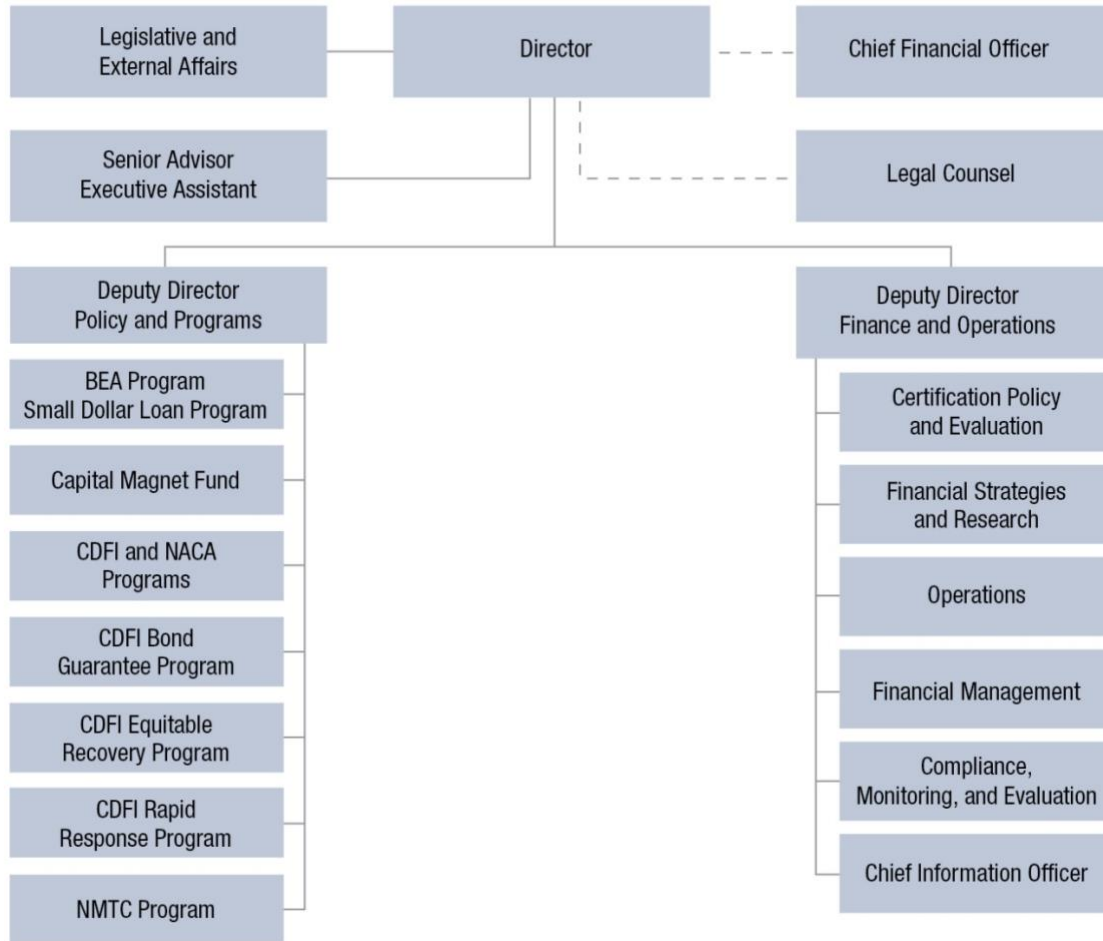 Legislative and
External Affairs
Director
Chief Financial Officer
Senior Advisor
Executive Assistant
Legal Counsel
Deputy Director
Policy and Programs
BEA Program
Small Dollar Loan Program
Capital Magnet Fund
CDFI and NACA
Programs
CDFI Bond
Guarantee Program
CDFI Equitable
Recovery Program
CDFI Rapid
Response Program
NMTC Program
Deputy Director
Finance and Operations
Certification Policy
and Evaluation
Financial Strategies
and Research
Operations
Financial Management
Compliance,
Monitoring, and Evaluation
Chief Information Officer